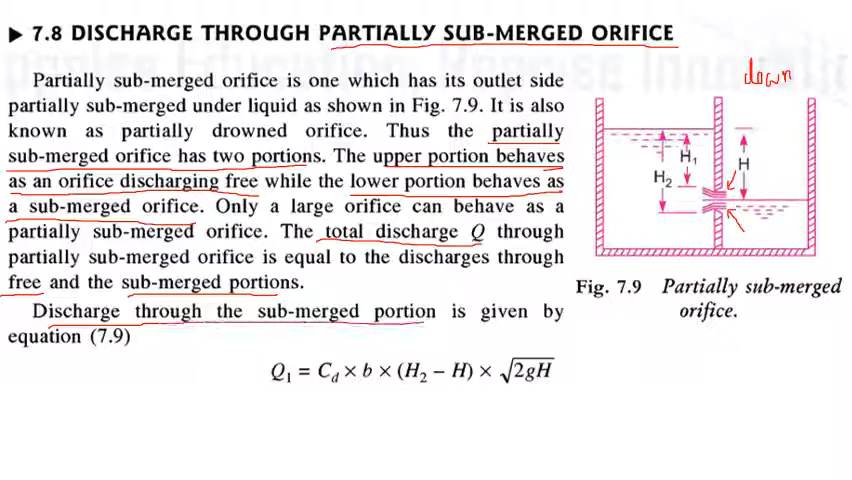 ▶ 7.8 DISCHARGE THROUGH PARTIALLY SUB-MERGED ORIFICE
Partially sub-merged orifice is one which has its outlet side
partially sub-merged under liquid as shown in Fig. 7.9. It is also
known as partially drowned orifice. Thus the partially
sub-merged orifice has two portions. The upper portion behaves
as an orifice discharging free while the lower portion behaves as
a sub-merged orifice. Only a large orifice can behave as a
partially sub-merged orifice. The total discharge Q through
partially sub-merged orifice is equal to the discharges through
free and the sub-merged portions.
Discharge through the sub-merged portion is given by
equation (7.9)
Q₁ = C_d × b × (H₂ – H) × √2gH
down
H₁
H
H₂
Fig. 7.9 Partially sub-merged
orifice.